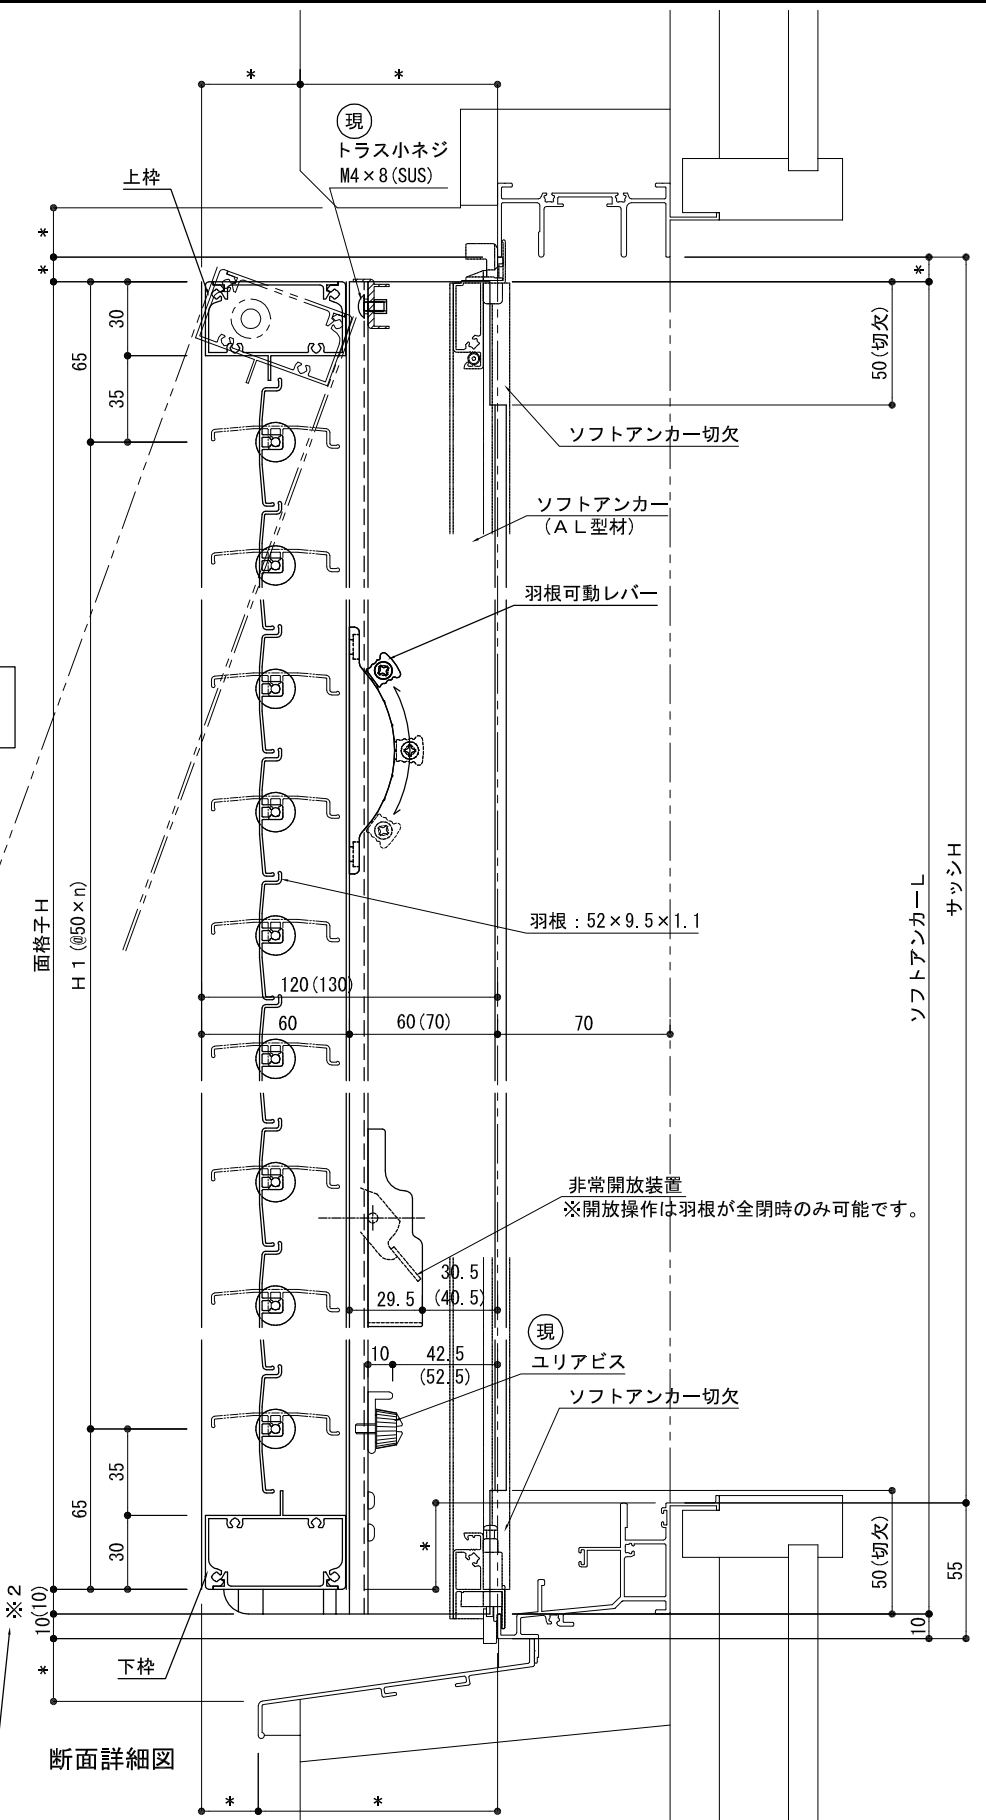 *
*
現
トラス小ネジ
M4×8(SUS)
上枠
*
*
*
30
65
35
50(切欠)
ソフトアンカー切欠
ソフトアンカー
(AL型材)
羽根可動レバー
面格子H
H1(@50×n)
羽根:52×9.5×1.1
ソフトアンカーL
サッシH
120(130)
60
60(70)
70
非常開放装置
※開放操作は羽根が全閉時のみ可能です。
30.5
29.5
(40.5)
現
10
42.5
ユリアビス
(52.5)
ソフトアンカー切欠
35
65
30
*
50(切欠)
55
※2
10(10)
10
*
下枠
断面詳細図
*
*